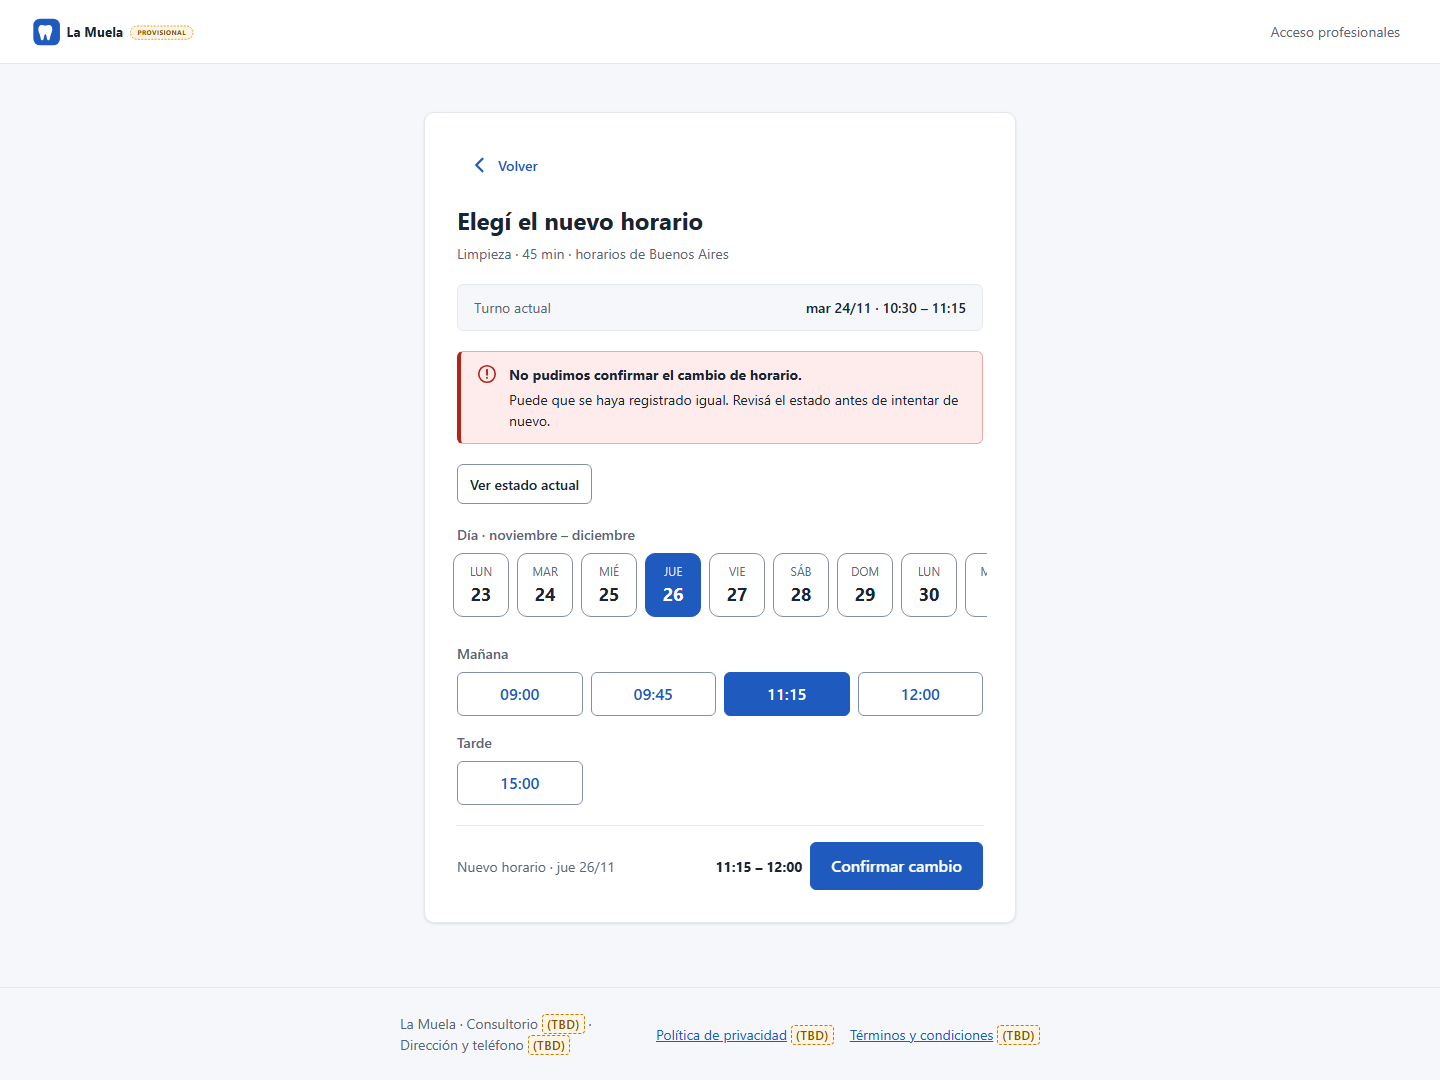 La Muela PROVISIONAL
Acceso profesionales
Volver
Elegí el nuevo horario
Limpieza · 45 min · horarios de Buenos Aires
Turno actual mar 24/11 · 10:30 – 11:15
No pudimos confirmar el cambio de horario.
Puede que se haya registrado igual. Revisá el estado antes de intentar de
nuevo.
Ver estado actual
Día · noviembre – diciembre
LUN MAR MIÉ JUE VIE SÁB DOM LUN
23 24 25 26 27 28 29 30
Mañana
09:00 09:45 11:15 12:00
Tarde
15:00
Nuevo horario · jue 26/11 11:15 – 12:00 Confirmar cambio
La Muela · Consultorio (TBD) ·
Dirección y teléfono (TBD)
Política de privacidad (TBD) Términos y condiciones (TBD)